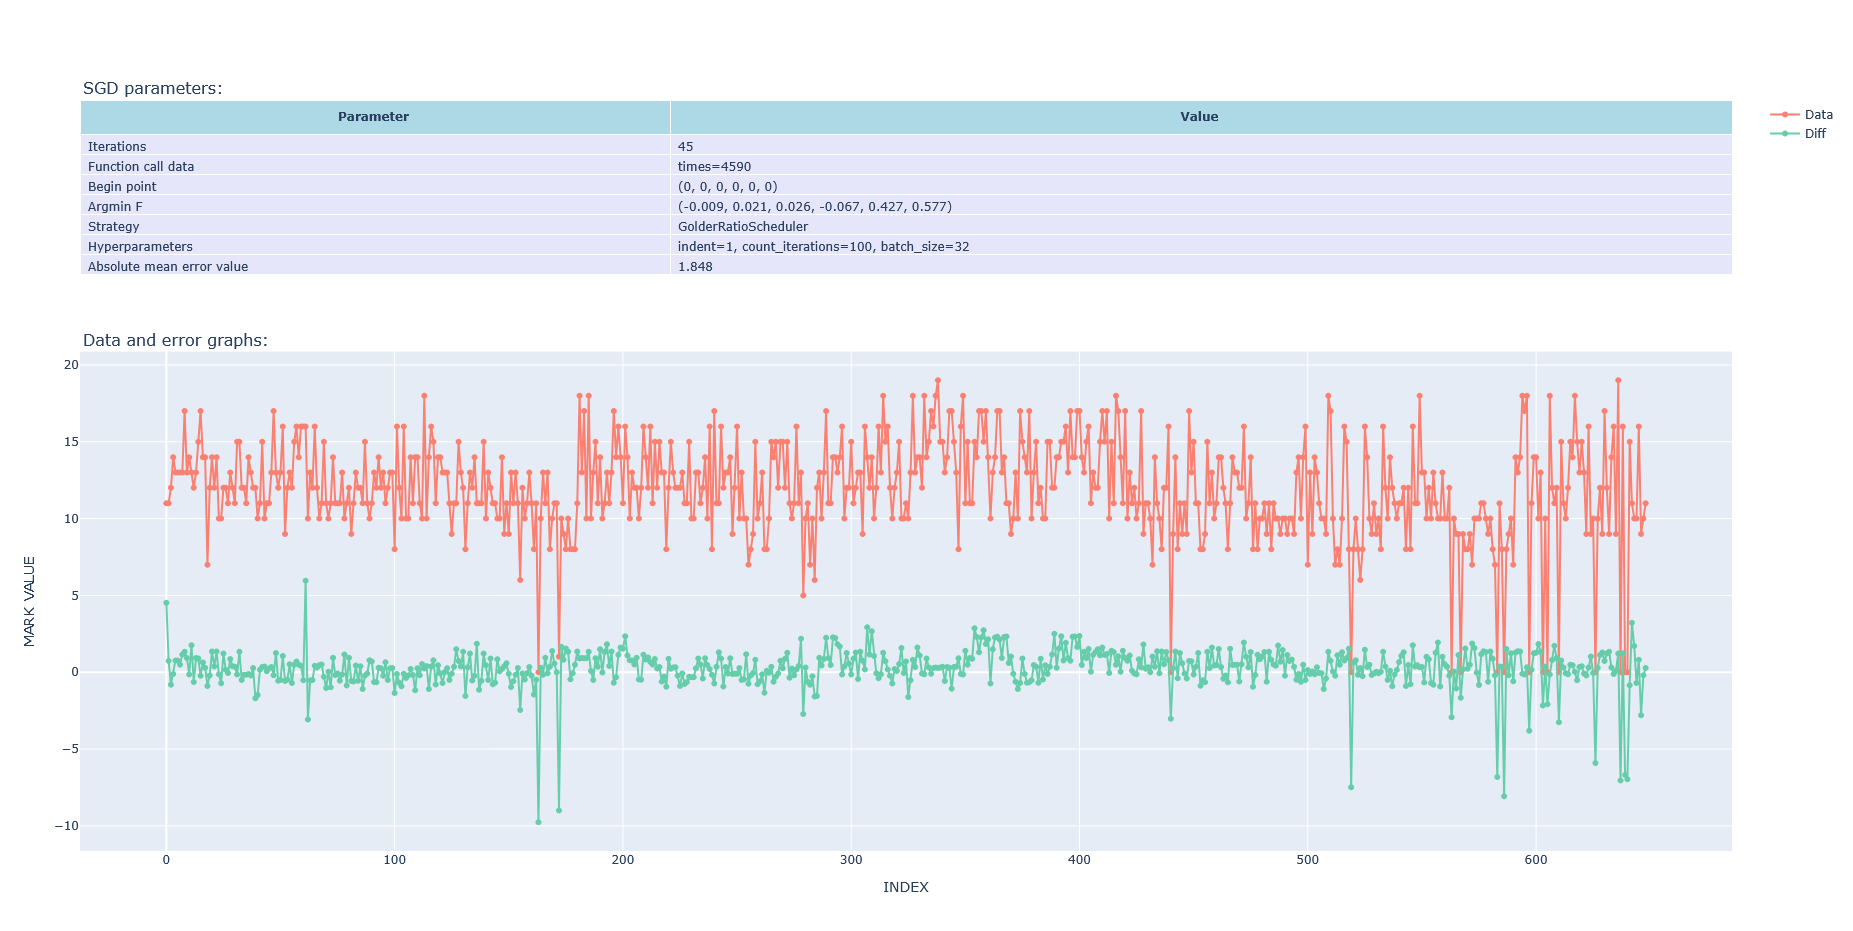 SGD parameters:
Parameter Value
Iterations 45
Function call data times=4590
Begin point (0, 0, 0, 0, 0, 0)
Argmin F (-0.009, 0.021, 0.026, -0.067, 0.427, 0.577)
Strategy GolderRatioScheduler
Hyperparameters indent=1, count_iterations=100, batch_size=32
Absolute mean error value 1.848
Data
Diff
Data and error graphs:
20
15
10
5
0
−5
−10
MARK VALUE
0 100 200 300 400 500 600
INDEX